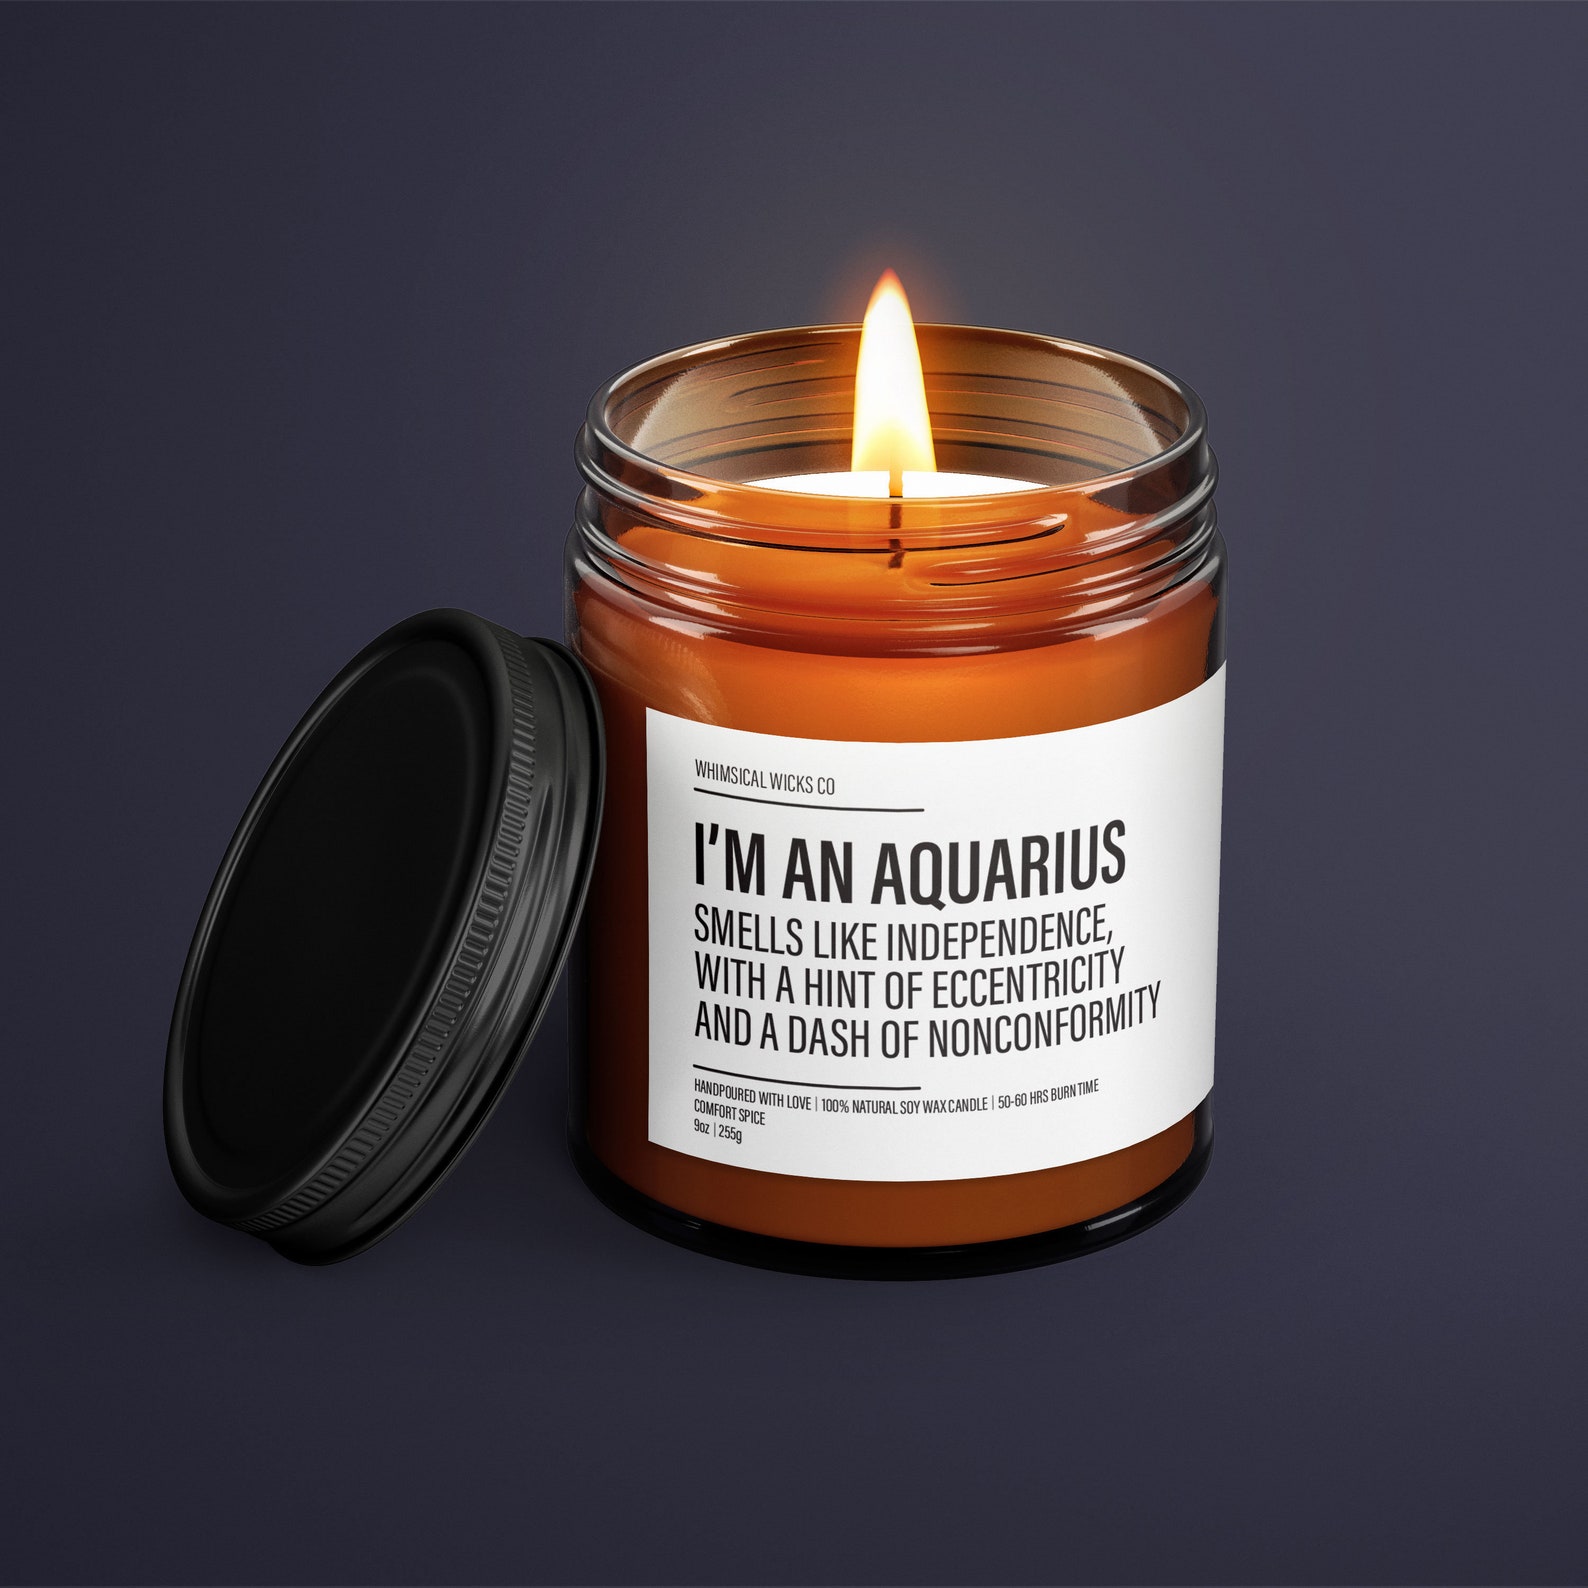 WHIMSICAL WICKS CO
I'M AN AQUARIUS
SMELLS LIKE INDEPENDENCE,
WITH A HINT OF ECCENTRICITY
AND A DASH OF NONCONFORMITY
HANDPOURED WITH LOVE | 100% NATURAL SOY WAX CANDLE | 50-60 HRS BURN TIME
COMFORT SPICE
9oz | 255g